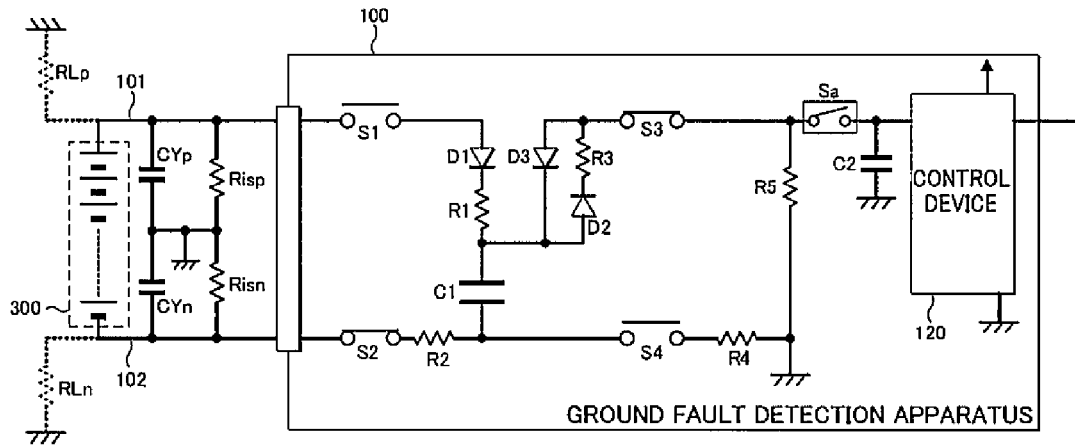 100
RLp
101
S1
S3
Sa
CYp
Risp
D1
D3
R3
R1
D2
R5
C2
CONTROL
DEVICE
C1
CYn
Risn
300
S2
R2
S4
R4
120
102
RLn
GROUND FAULT DETECTION APPARATUS